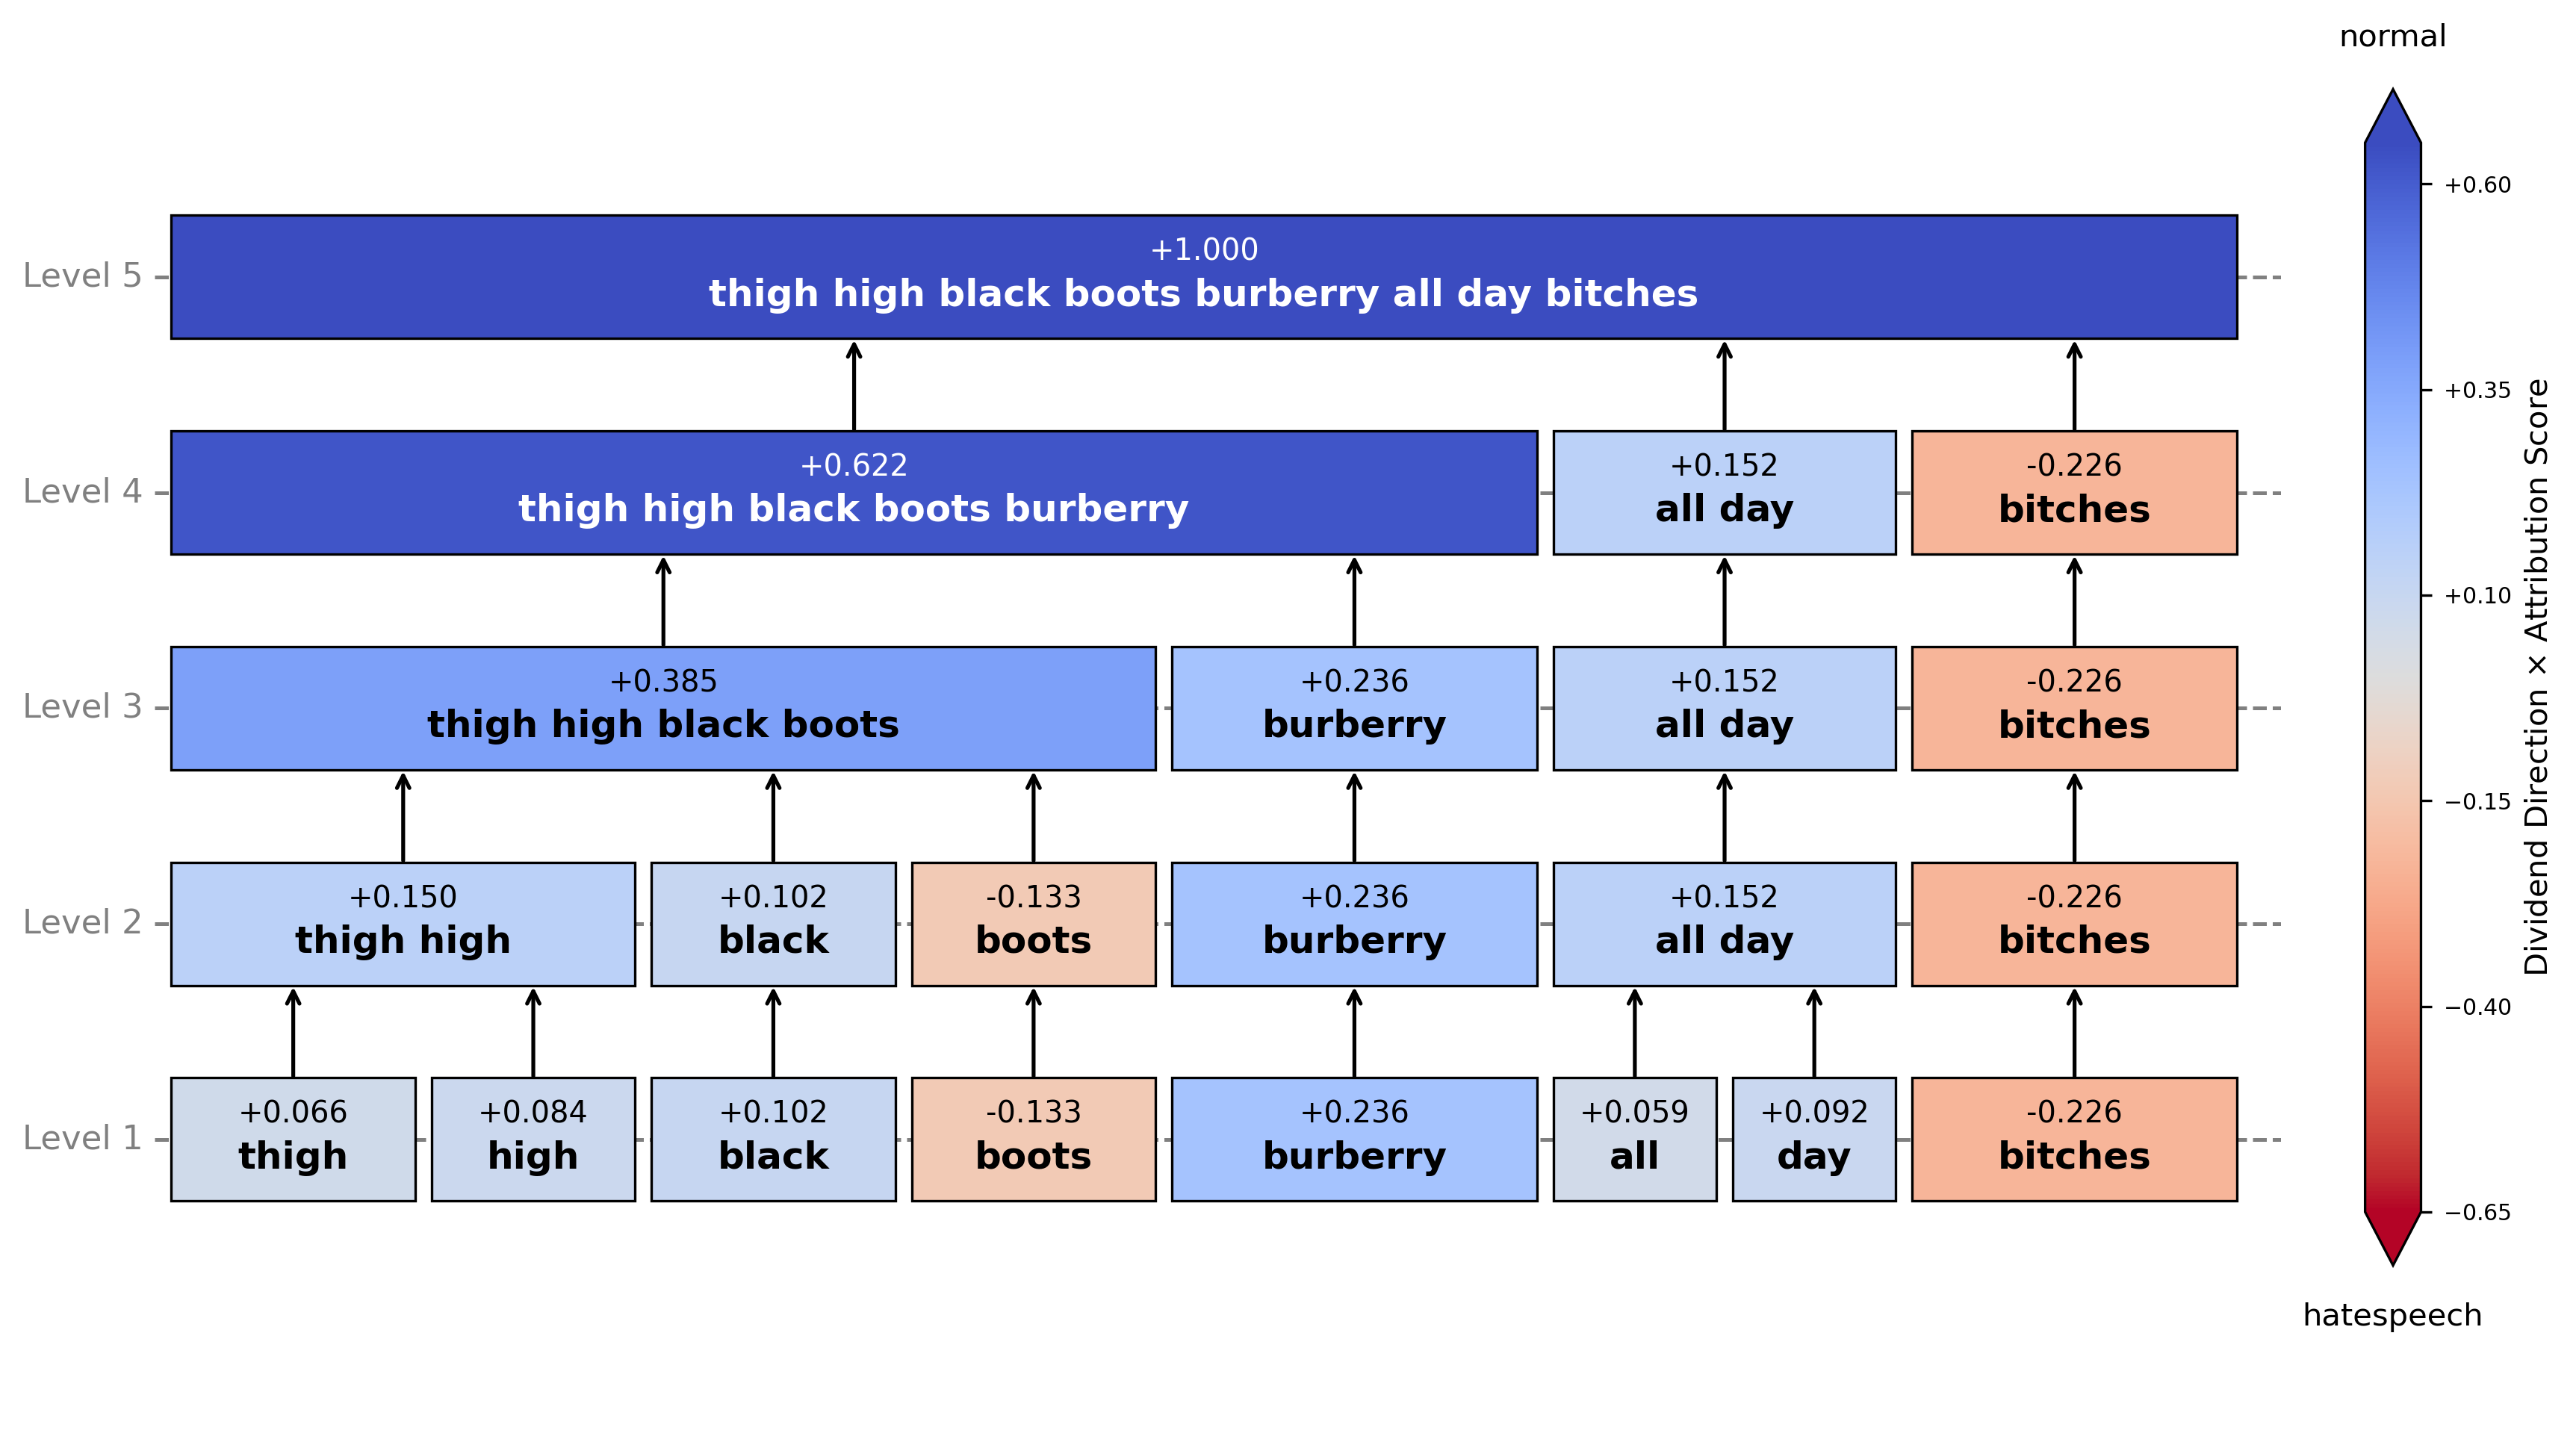 normal
Level 5
+1.000
thigh high black boots burberry all day bitches
Level 4
+0.622
thigh high black boots burberry
+0.152
all day
-0.226
bitches
Level 3
+0.385
thigh high black boots
+0.236
burberry
+0.152
all day
-0.226
bitches
Level 2
+0.150
thigh high
+0.102
black
-0.133
boots
+0.236
burberry
+0.152
all day
-0.226
bitches
Level 1
+0.066
thigh
+0.084
high
+0.102
black
-0.133
boots
+0.236
burberry
+0.059
all
+0.092
day
-0.226
bitches
+0.60
+0.35
+0.10
−0.15
−0.40
−0.65
Dividend Direction × Attribution Score
hatespeech